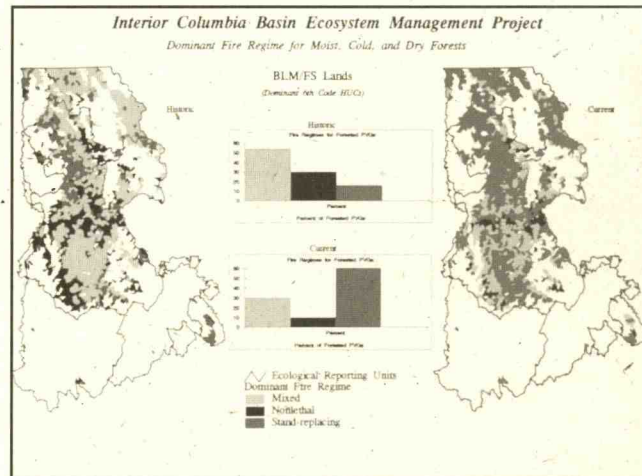 Interior Columbia Basin Ecosystem Management Project
Dominant Fire Regime for Moist, Cold, and Dry Forests
BLM/FS Lands
(Dominant 6th Code HUCs)
Historic
Current
Historic
Fire Regimes for Forested PVGs
Percent
Percent of Forested PVGs
Current
Fire Regimes for Forested PVGs
Percent
Percent of Forested PVGs
Ecological Reporting Units
Dominant Fire Regime
Mixed
Nonlethal
Stand-replacing